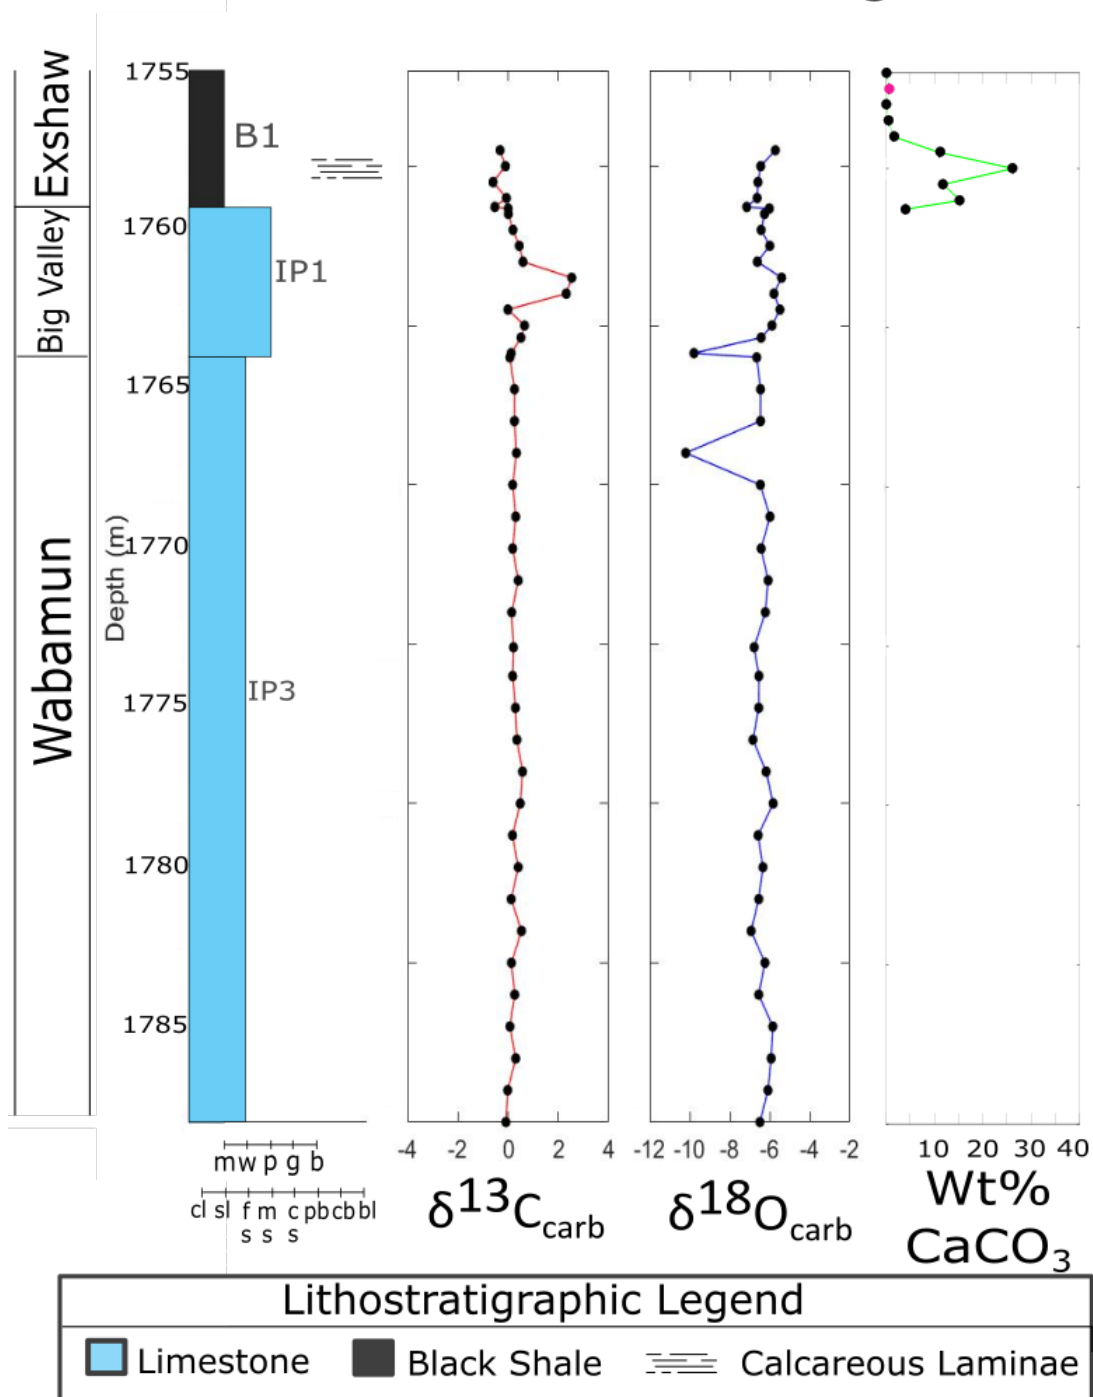 Exshaw
Big Valley
Wabamun
Depth (m)
1755
1760
1765
1770
1775
1780
1785
B1
IP1
IP3
m w p g b
cl sl f m c pb cb bl
s s s
-4 -2 0 2 4
δ13Ccarb
-12 -10 -8 -6 -4 -2
δ18Ocarb
10 20 30 40
Wt%
CaCO3
Lithostratigraphic Legend
Limestone
Black Shale
Calcareous Laminae